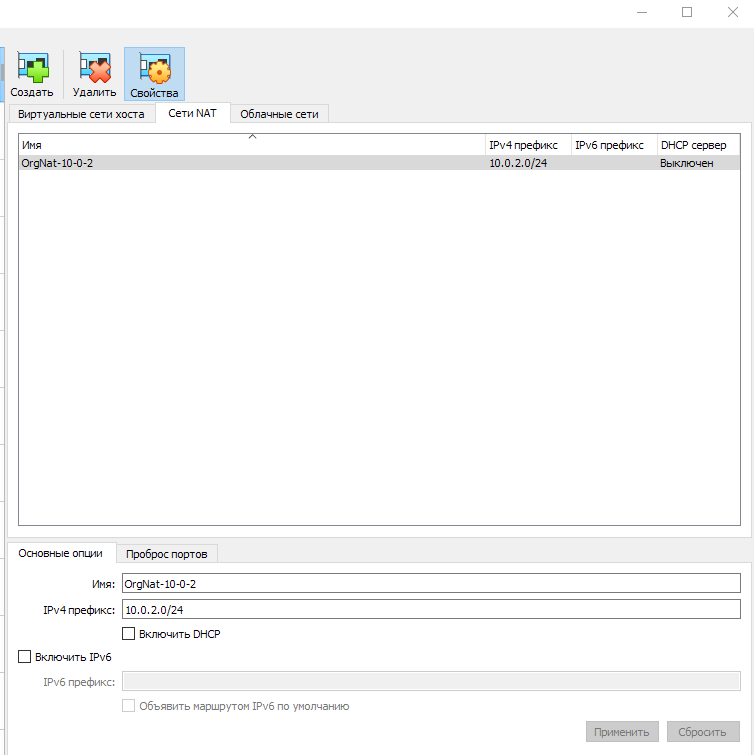 Создать Удалить Свойства
Виртуальные сети хоста Сети NAT Облачные сети
Имя IPv4 префикс IPv6 префикс DHCP сервер
OrgNat-10-0-2 10.0.2.0/24 Выключен
Основные опции Проброс портов
Имя: OrgNat-10-0-2
IPv4 префикс: 10.0.2.0/24
Включить DHCP
Включить IPv6
IPv6 префикс:
Объявить маршрутом IPv6 по умолчанию
Применить Сбросить